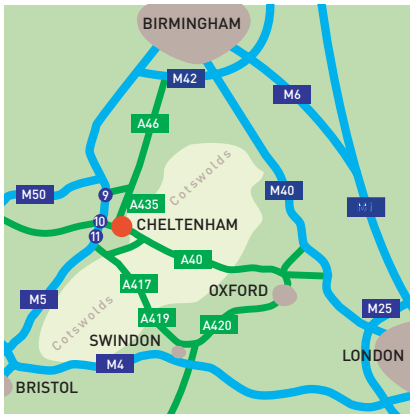 BIRMINGHAM
M42
M6
A46
Cotswolds
M50
9
A435
M40
M1
10
CHELTENHAM
11
A40
A417
OXFORD
M5
M25
A419
A420
Cotswolds
SWINDON
LONDON
M4
BRISTOL